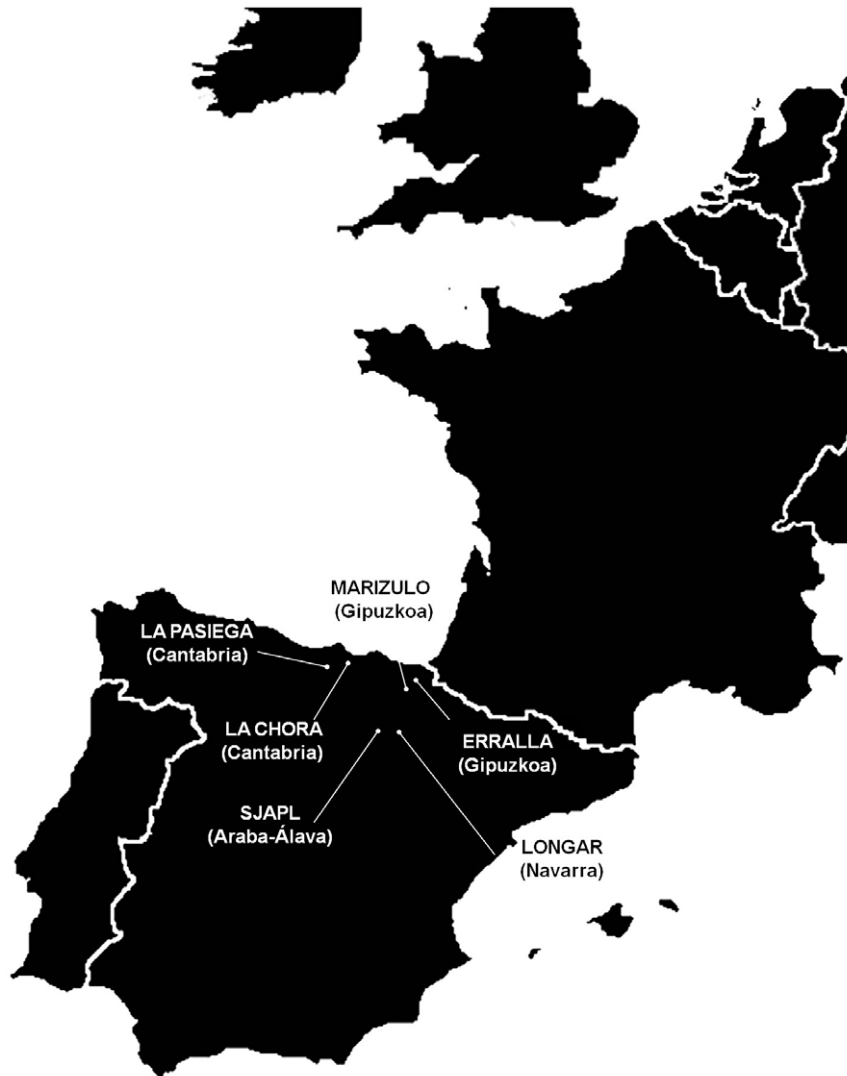 MARIZULO
(Gipuzkoa)
LA PASIEGA
(Cantabria)
LA CHORA
(Cantabria)
ERRALLA
(Gipuzkoa)
SJAPL
(Araba-Álava)
LONGAR
(Navarra)